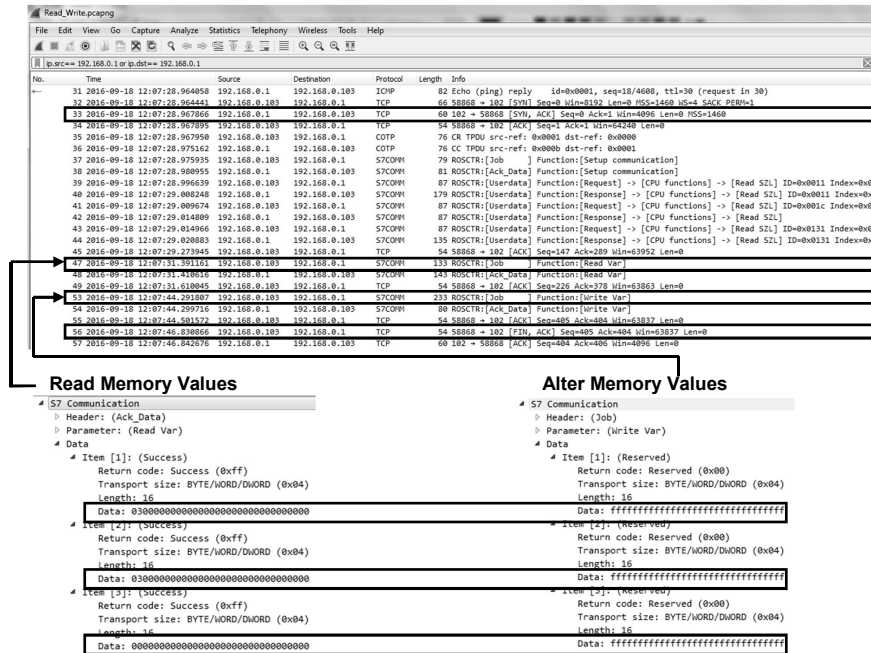 Read_Write.pcapng
File Edit View Go Capture Analyze Statistics Telephony Wireless Tools Help
ip.src== 192.168.0.1 or ip.dst== 192.168.0.1
No. Time Source Destination Protocol Length Info
31 2016-09-18 12:07:28.964058 192.168.0.1 192.168.0.103 ICMP 82 Echo (ping) reply id=0x0001, seq=18/4608, ttl=30 (request in 30)
32 2016-09-18 12:07:28.964441 192.168.0.103 192.168.0.1 TCP 66 58868 → 102 [SYN] Seq=0 Win=8192 Len=0 MSS=1460 WS=4 SACK_PERM=1
33 2016-09-18 12:07:28.967866 192.168.0.1 192.168.0.103 TCP 60 102 → 58868 [SYN, ACK] Seq=0 Ack=1 Win=4096 Len=0 MSS=1460
34 2016-09-18 12:07:28.967895 192.168.0.103 192.168.0.1 TCP 54 58868 → 102 [ACK] Seq=1 Ack=1 Win=64240 Len=0
35 2016-09-18 12:07:28.967950 192.168.0.103 192.168.0.1 COTP 76 CR TPDU src-ref: 0x0001 dst-ref: 0x0000
36 2016-09-18 12:07:28.975162 192.168.0.1 192.168.0.103 COTP 76 CC TPDU src-ref: 0x000b dst-ref: 0x0001
37 2016-09-18 12:07:28.975935 192.168.0.103 192.168.0.1 S7COMM 79 ROSCTR:[Job ] Function:[Setup communication]
38 2016-09-18 12:07:28.980955 192.168.0.1 192.168.0.103 S7COMM 81 ROSCTR:[Ack_Data] Function:[Setup communication]
39 2016-09-18 12:07:28.996639 192.168.0.103 192.168.0.1 S7COMM 87 ROSCTR:[Userdata] Function:[Request] -> [CPU functions] -> [Read SZL] ID=0x0011 Index=0x0
40 2016-09-18 12:07:29.008248 192.168.0.1 192.168.0.103 S7COMM 179 ROSCTR:[Userdata] Function:[Response] -> [CPU functions] -> [Read SZL] ID=0x0011 Index=0x
41 2016-09-18 12:07:29.009674 192.168.0.103 192.168.0.1 S7COMM 87 ROSCTR:[Userdata] Function:[Request] -> [CPU functions] -> [Read SZL] ID=0x001c Index=0x0
42 2016-09-18 12:07:29.014809 192.168.0.1 192.168.0.103 S7COMM 87 ROSCTR:[Userdata] Function:[Response] -> [CPU functions] -> [Read SZL]
43 2016-09-18 12:07:29.014966 192.168.0.103 192.168.0.1 S7COMM 87 ROSCTR:[Userdata] Function:[Request] -> [CPU functions] -> [Read SZL] ID=0x0131 Index=0x0
44 2016-09-18 12:07:29.020883 192.168.0.1 192.168.0.103 S7COMM 135 ROSCTR:[Userdata] Function:[Response] -> [CPU functions] -> [Read SZL] ID=0x0131 Index=0x
45 2016-09-18 12:07:29.273945 192.168.0.103 192.168.0.1 TCP 54 58868 → 102 [ACK] Seq=147 Ack=289 Win=63952 Len=0
47 2016-09-18 12:07:31.391161 192.168.0.103 192.168.0.1 S7COMM 133 ROSCTR:[Job ] Function:[Read Var]
48 2016-09-18 12:07:31.410616 192.168.0.1 192.168.0.103 S7COMM 143 ROSCTR:[Ack_Data] Function:[Read Var]
49 2016-09-18 12:07:31.610045 192.168.0.103 192.168.0.1 TCP 54 58868 → 102 [ACK] Seq=226 Ack=378 Win=63863 Len=0
53 2016-09-18 12:07:44.291807 192.168.0.103 192.168.0.1 S7COMM 233 ROSCTR:[Job ] Function:[Write Var]
54 2016-09-18 12:07:44.299716 192.168.0.1 192.168.0.103 S7COMM 80 ROSCTR:[Ack_Data] Function:[Write Var]
55 2016-09-18 12:07:44.501572 192.168.0.103 192.168.0.1 TCP 54 58868 → 102 [ACK] Seq=405 Ack=404 Win=63837 Len=0
56 2016-09-18 12:07:46.830866 192.168.0.103 192.168.0.1 TCP 54 58868 → 102 [FIN, ACK] Seq=405 Ack=404 Win=63837 Len=0
57 2016-09-18 12:07:46.842676 192.168.0.1 192.168.0.103 TCP 60 102 → 58868 [ACK] Seq=404 Ack=406 Win=4096 Len=0
Read Memory Values
S7 Communication
Header: (Ack_Data)
Parameter: (Read Var)
Data
Item [1]: (Success)
Return code: Success (0xff)
Transport size: BYTE/WORD/DWORD (0x04)
Length: 16
Data: 03000000000000000000000000000000
Item [2]: (Success)
Return code: Success (0xff)
Transport size: BYTE/WORD/DWORD (0x04)
Length: 16
Data: 03000000000000000000000000000000
Item [3]: (Success)
Return code: Success (0xff)
Transport size: BYTE/WORD/DWORD (0x04)
Length: 16
Data: 00000000000000000000000000000000
Alter Memory Values
S7 Communication
Header: (Job)
Parameter: (Write Var)
Data
Item [1]: (Reserved)
Return code: Reserved (0x00)
Transport size: BYTE/WORD/DWORD (0x04)
Length: 16
Data: ffffffffffffffffffffffffffffffff
Item [2]: (Reserved)
Return code: Reserved (0x00)
Transport size: BYTE/WORD/DWORD (0x04)
Length: 16
Data: ffffffffffffffffffffffffffffffff
Item [3]: (Reserved)
Return code: Reserved (0x00)
Transport size: BYTE/WORD/DWORD (0x04)
Length: 16
Data: ffffffffffffffffffffffffffffffff